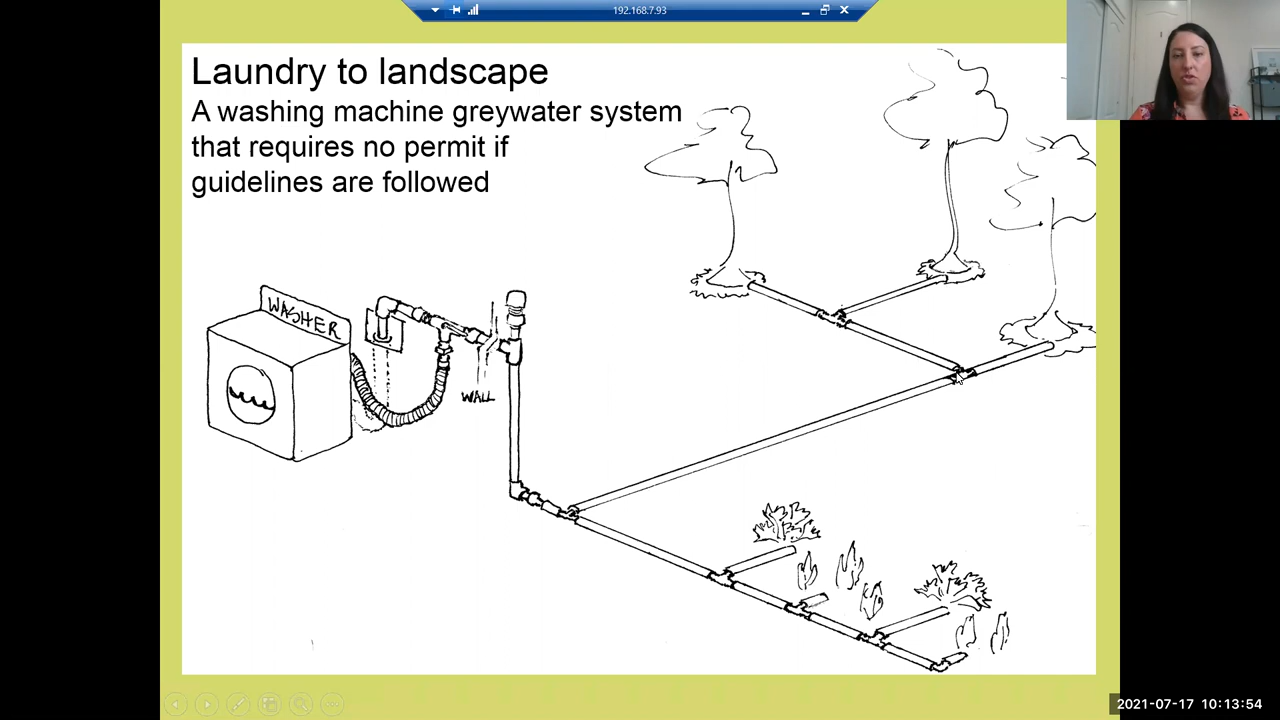 192.168.7.93
Laundry to landscape
A washing machine greywater system
that requires no permit if
guidelines are followed
WASHER
WALL
2021-07-17 10:13:54